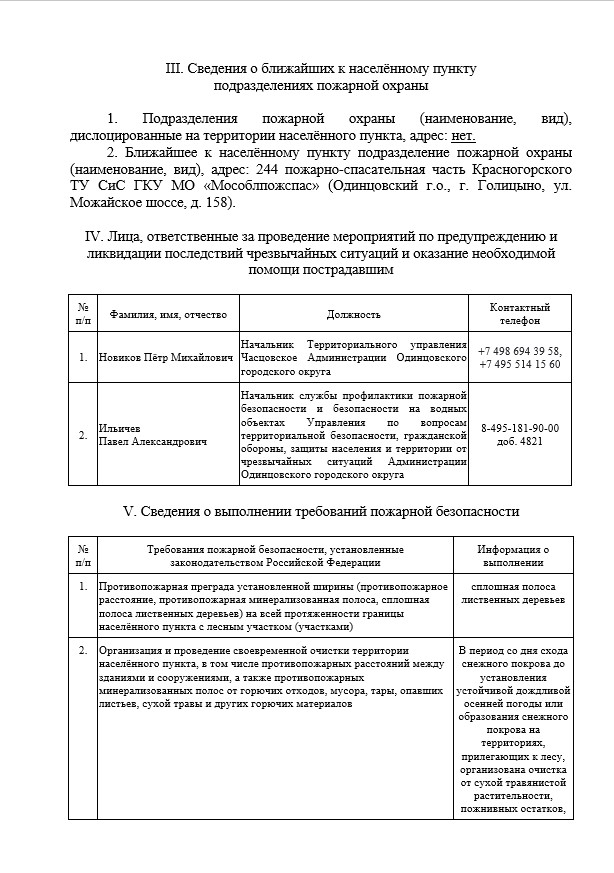 III. Сведения о ближайших к населённому пункту
подразделениях пожарной охраны
1. Подразделения пожарной охраны (наименование, вид),
дислоцированные на территории населённого пункта, адрес: нет.
2. Ближайшее к населённому пункту подразделение пожарной охраны
(наименование, вид), адрес: 244 пожарно-спасательная часть Красногорского
ТУ СиС ГКУ МО «Мособлпожспас» (Одинцовский г.о., г. Голицыно, ул.
Можайское шоссе, д. 158).
IV. Лица, ответственные за проведение мероприятий по предупреждению и
ликвидации последствий чрезвычайных ситуаций и оказание необходимой
помощи пострадавшим
№
п/п
Фамилия, имя, отчество
Должность
Контактный
телефон
1.
Новиков Пётр Михайлович
Начальник Территориального управления
Часцовское Администрации Одинцовского
городского округа
+7 498 694 39 58,
+7 495 514 15 60
2.
Ильичев
Павел Александрович
Начальник службы профилактики пожарной
безопасности и безопасности на водных
объектах Управления по вопросам
территориальной безопасности, гражданской
обороны, защиты населения и территории от
чрезвычайных ситуаций Администрации
Одинцовского городского округа
8-495-181-90-00
доб. 4821
V. Сведения о выполнении требований пожарной безопасности
№
п/п
Требования пожарной безопасности, установленные
законодательством Российской Федерации
Информация о
выполнении
1.
Противопожарная преграда установленной ширины (противопожарное
расстояние, противопожарная минерализованная полоса, сплошная
полоса лиственных деревьев) на всей протяженности границы
населённого пункта с лесным участком (участками)
сплошная полоса
лиственных деревьев
2.
Организация и проведение своевременной очистки территории
населённого пункта, в том числе противопожарных расстояний между
зданиями и сооружениями, а также противопожарных
минерализованных полос от горючих отходов, мусора, тары, опавших
листьев, сухой травы и других горючих материалов
В период со дня схода
снежного покрова до
установления
устойчивой дождливой
осенней погоды или
образования снежного
покрова на
территориях,
прилегающих к лесу,
организована очистка
от сухой травянистой
растительности,
пожнивных остатков,